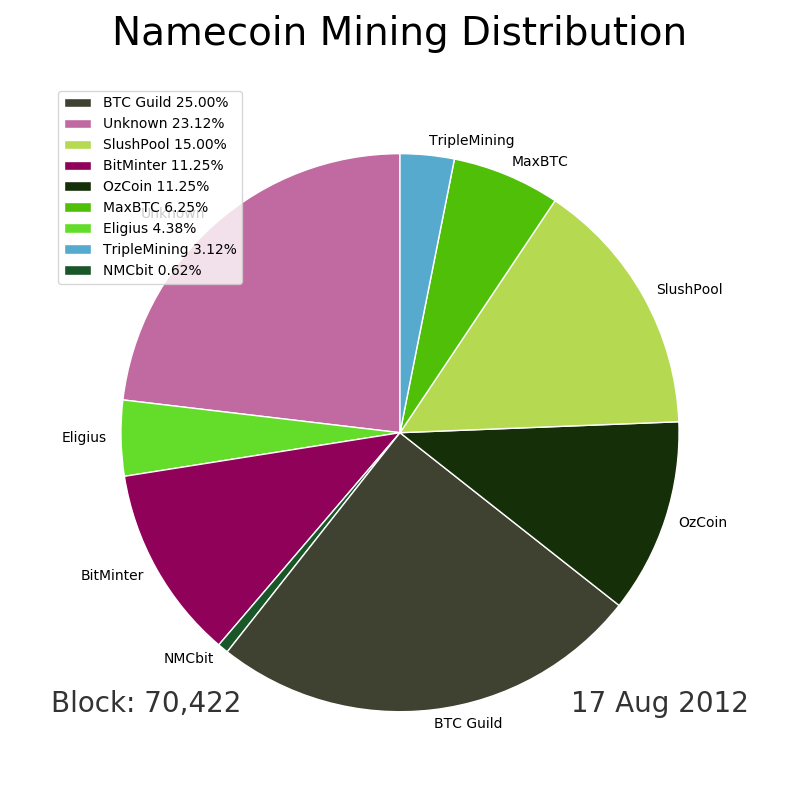 Namecoin Mining Distribution
BTC Guild 25.00%
Unknown 23.12%
SlushPool 15.00%
BitMinter 11.25%
OzCoin 11.25%
MaxBTC 6.25%
Eligius 4.38%
TripleMining 3.12%
NMCbit 0.62%
TripleMining
MaxBTC
Unknown
SlushPool
Eligius
OzCoin
BitMinter
NMCbit
BTC Guild
Block: 70,422
17 Aug 2012